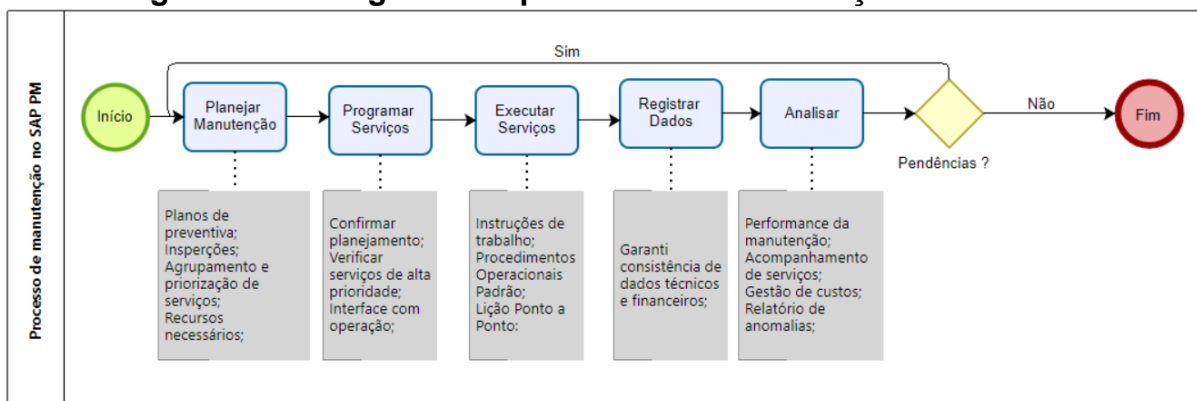 Processo de manutenção no SAP PM
Início
Planejar
Manutenção
Programar
Serviços
Executar
Serviços
Registrar
Dados
Analisar
Sim
Pendências ?
Não
Fim
Planos de
preventiva;
Insperções;
Agrupamento e
priorização de
serviços;
Recursos
necessários;
Confirmar
planejamento;
Verificar
serviços de alta
prioridade;
Interface com
operação;
Instruções de
trabalho;
Procedimentos
Operacionais
Padrão;
Lição Ponto a
Ponto:
Garanti
consistência de
dados técnicos
e financeiros;
Performance da
manutenção;
Acompanhamento
de serviços;
Gestão de custos;
Relatório de
anomalias;